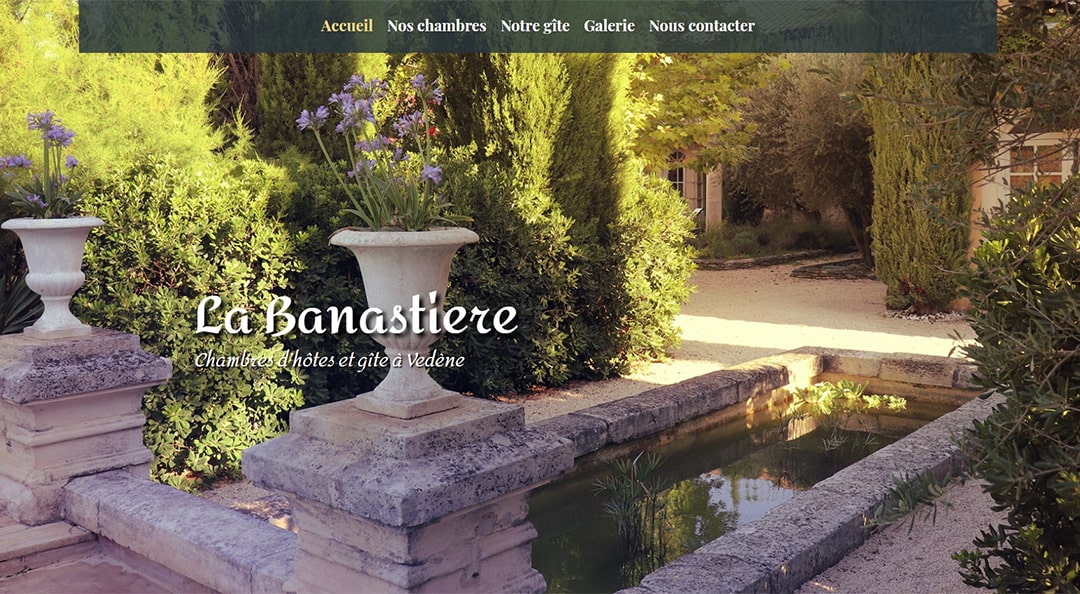 Accueil Nos chambres Notre gîte Galerie Nous contacter
La Banastiere
Chambres d'hôtes et gîte à Vedène